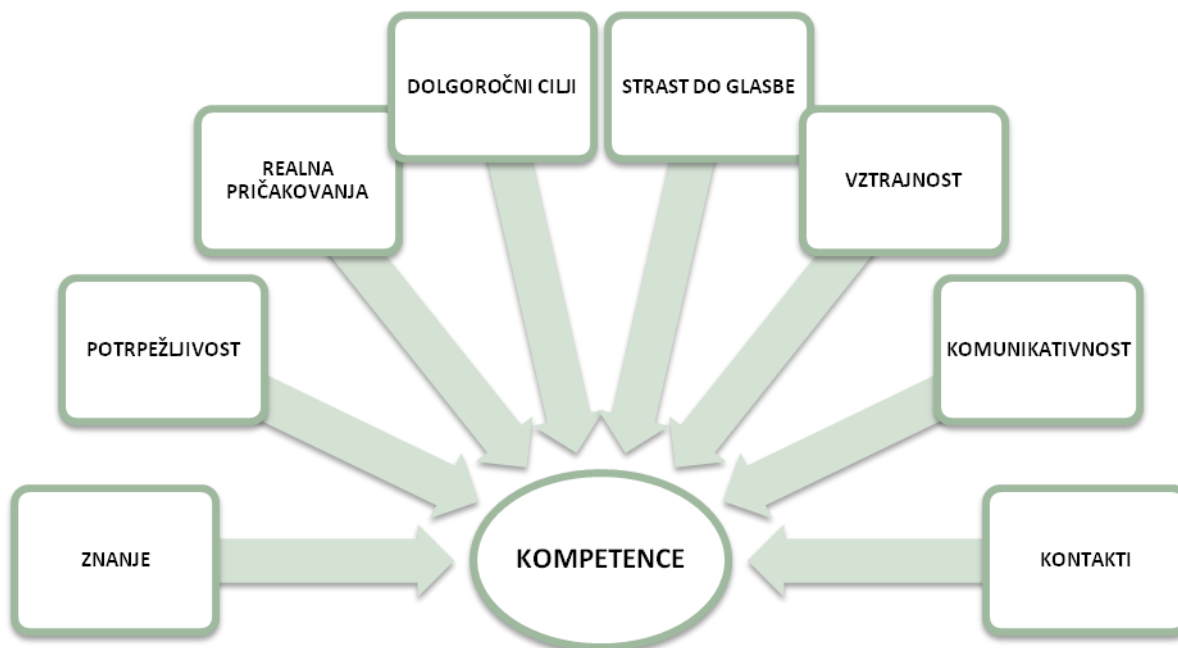 DOLGOROČNI CILJI
STRAST DO GLASBE
REALNA
PRIČAKOVANJA
VZTRAJNOST
POTRPEŽLJIVOST
KOMUNIKATIVNOST
ZNANJE
KOMPETENCE
KONTAKTI